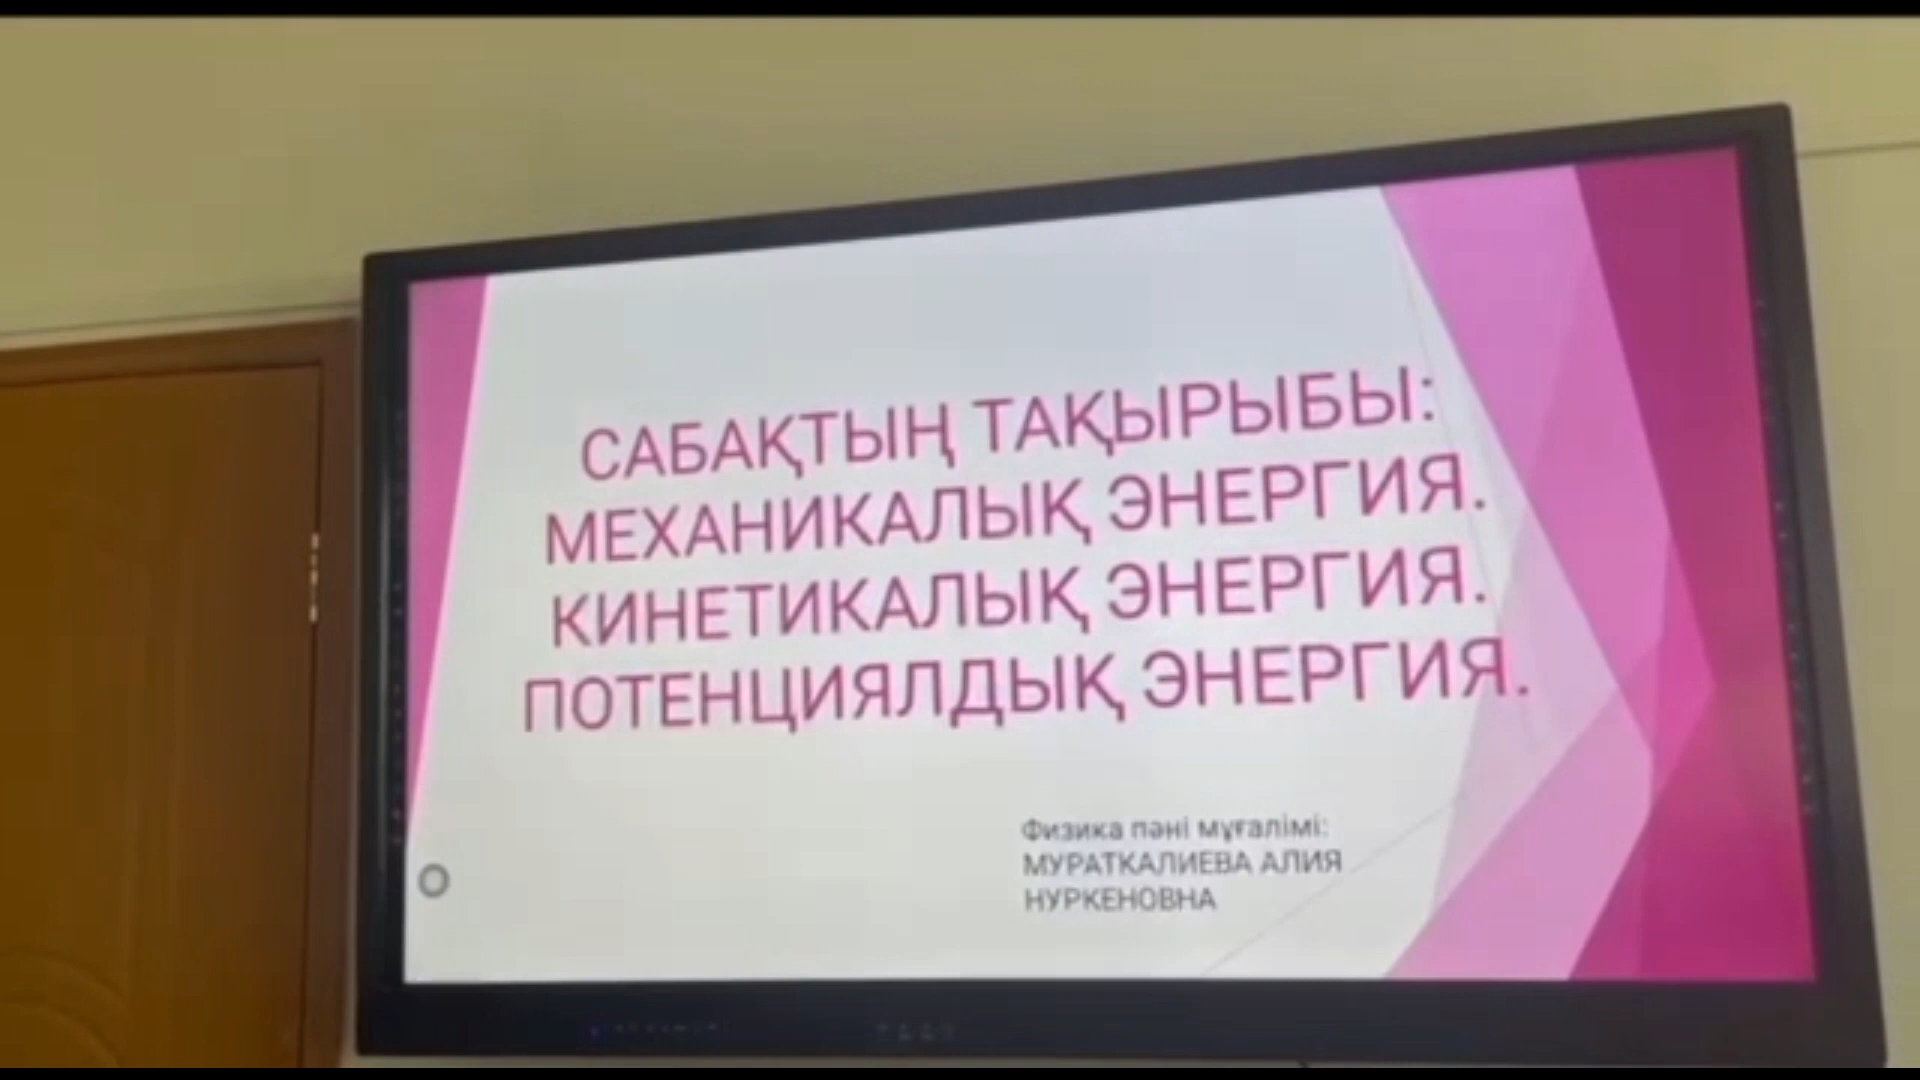 САБАҚТЫҢ ТАҚЫРЫБЫ:
МЕХАНИКАЛЫҚ ЭНЕРГИЯ.
КИНЕТИКАЛЫҚ ЭНЕРГИЯ.
ПОТЕНЦИЯЛДЫҚ ЭНЕРГИЯ.
Физика пәні мұғалімі:
МУРАТКАЛИЕВА АЛИЯ
НУРКЕНОВНА